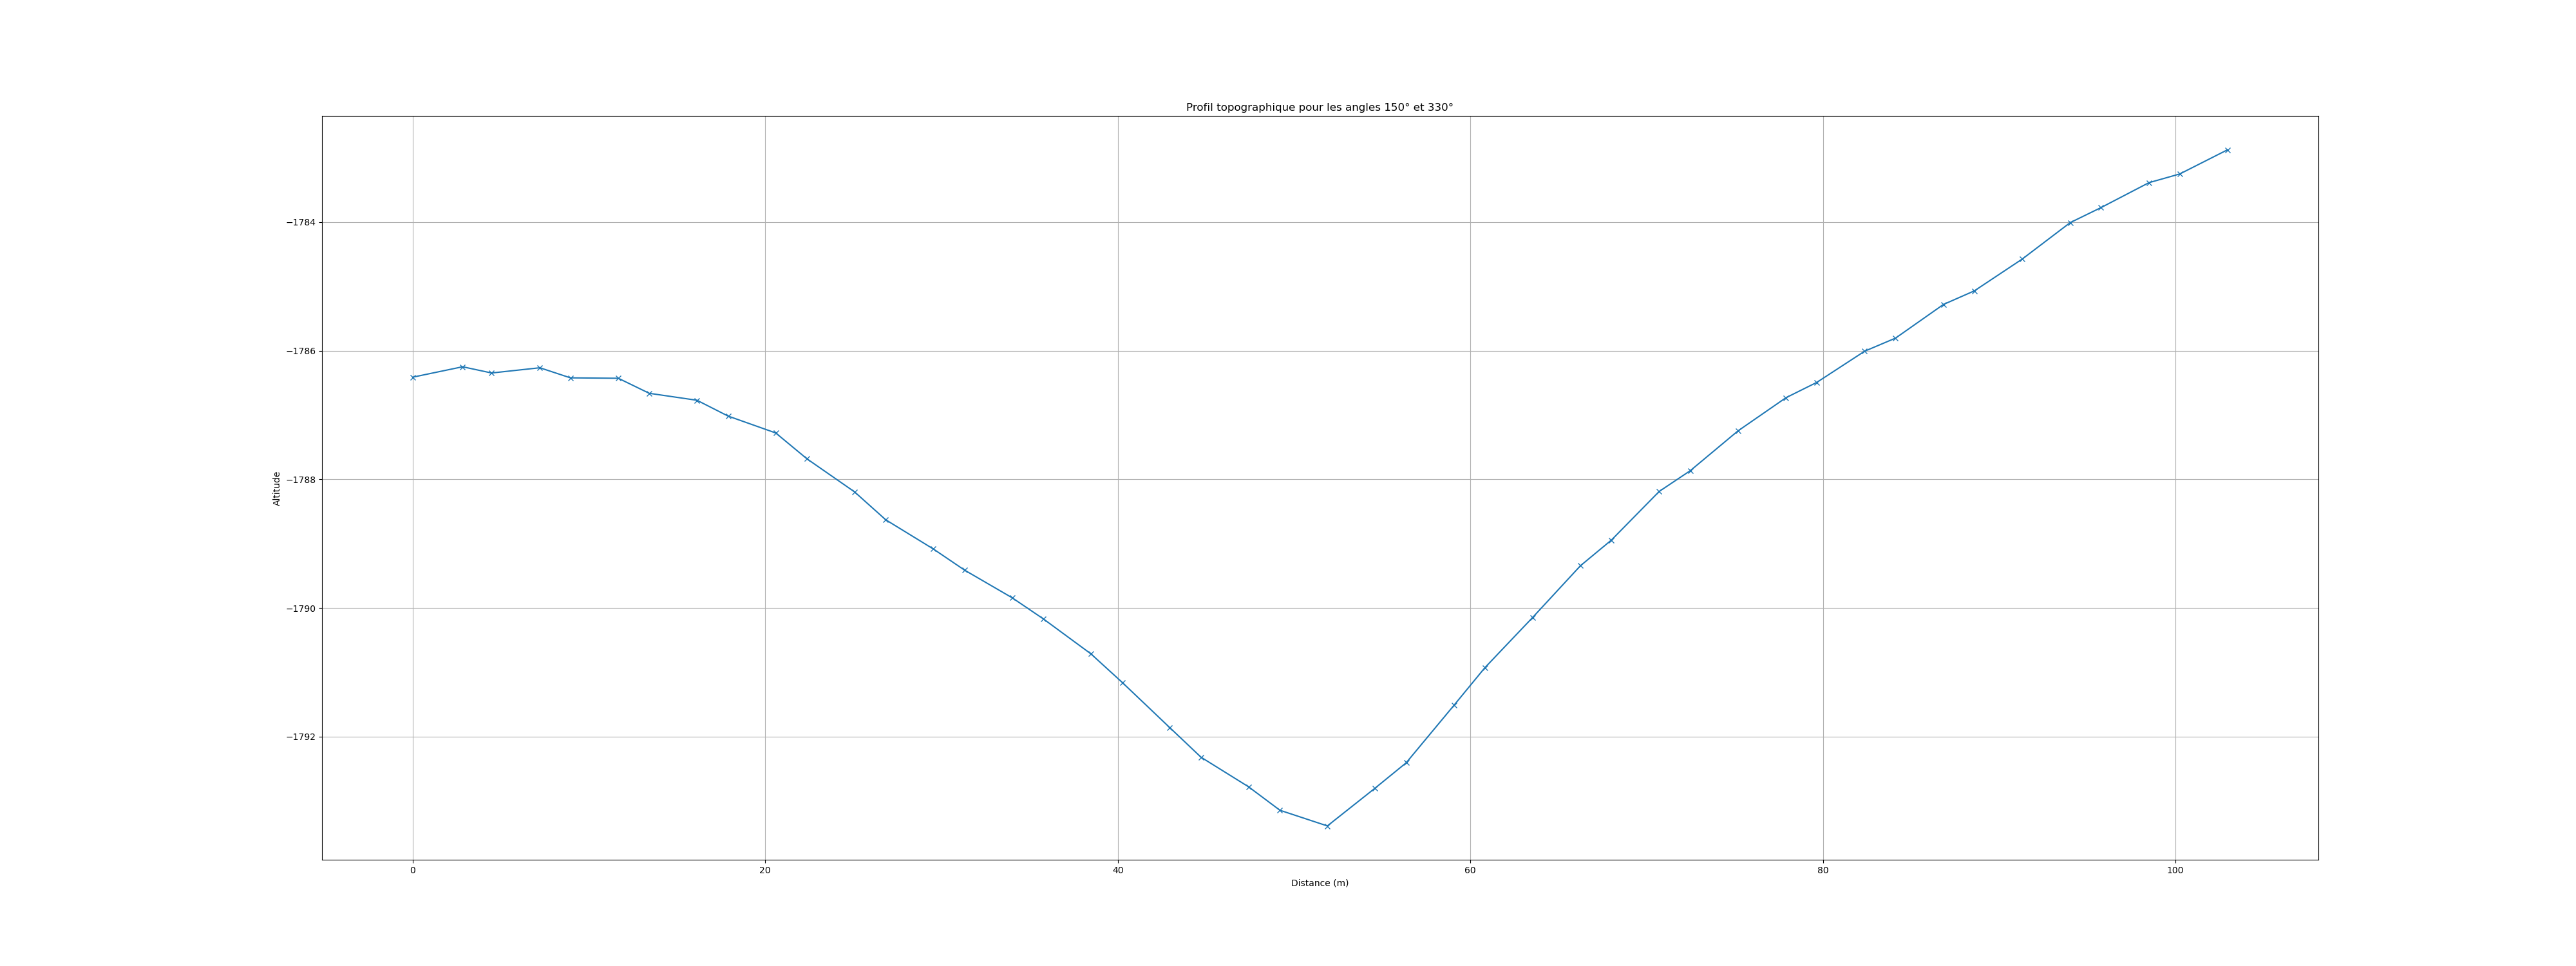 Profil topographique pour les angles 150° et 330°
−1784
−1786
−1788
−1790
−1792
Altitude
0 20 40 60 80 100
Distance (m)